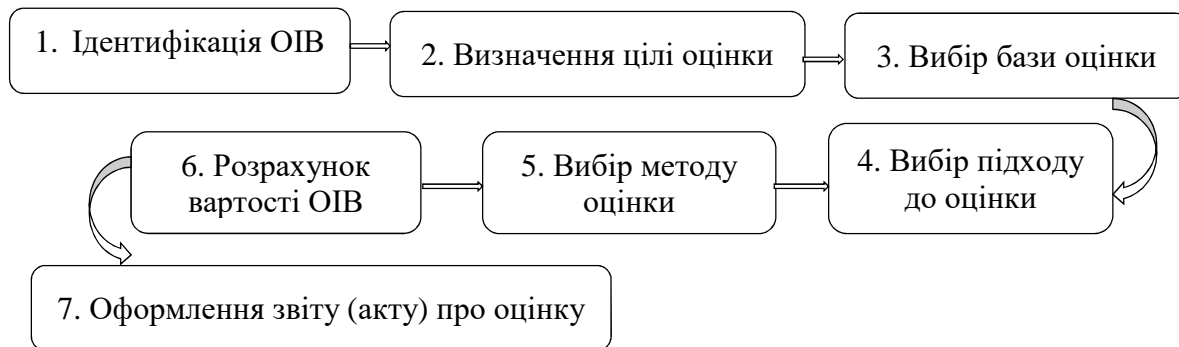 1. Ідентифікація ОІВ
2. Визначення цілі оцінки
3. Вибір бази оцінки
4. Вибір підходу
до оцінки
5. Вибір методу
оцінки
6. Розрахунок
вартості ОІВ
7. Оформлення звіту (акту) про оцінку